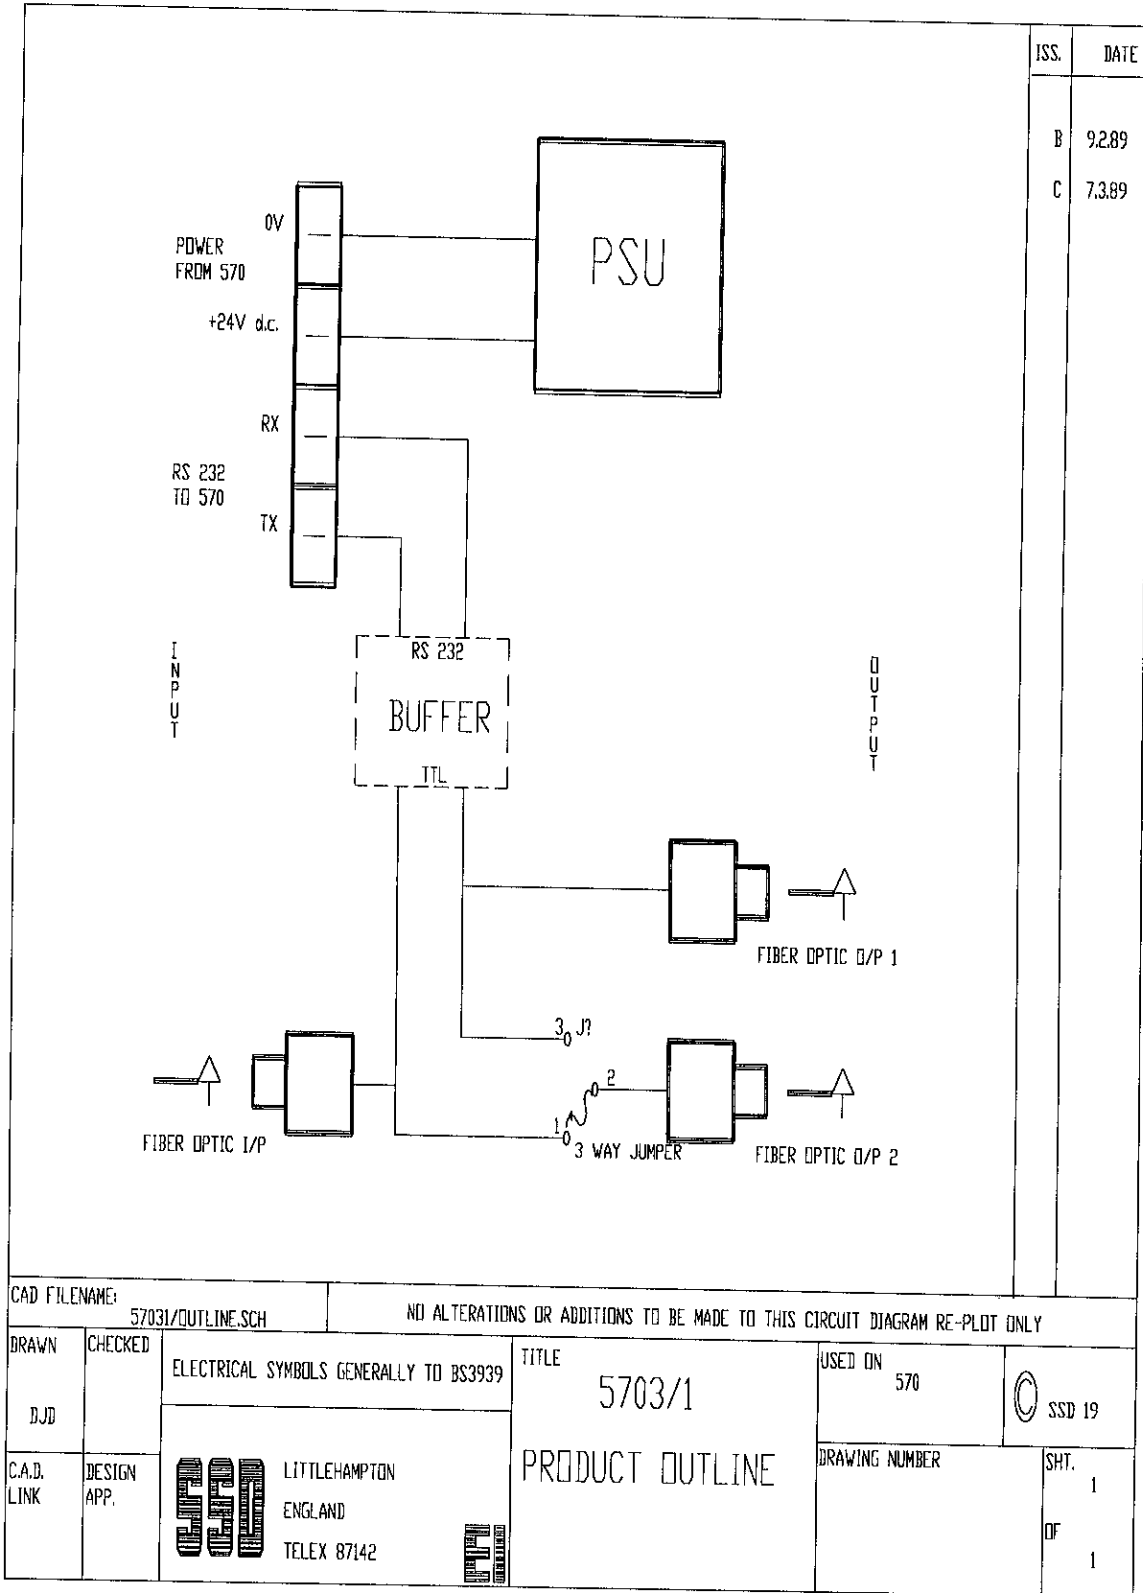 ISS. DATE
B 9.2.89
C 7.3.89
0V
POWER
FROM 570
+24V d.c.
PSU
RX
RS 232
TO 570
TX
INPUT
OUTPUT
RS 232
BUFFER
TTL
FIBER OPTIC O/P 1
3 J?
2
1
3 WAY JUMPER
FIBER OPTIC I/P
FIBER OPTIC O/P 2
CAD FILENAME:
57031/OUTLINE.SCH
NO ALTERATIONS OR ADDITIONS TO BE MADE TO THIS CIRCUIT DIAGRAM RE-PLOT ONLY
DRAWN
DJD
CHECKED
C.A.D.
LINK
DESIGN
APP.
ELECTRICAL SYMBOLS GENERALLY TO BS3939
SSD
LITTLEHAMPTON
ENGLAND
TELEX 87142
TITLE
5703/1
PRODUCT OUTLINE
USED ON
570
© SSD 19
DRAWING NUMBER
SHT.
1
OF
1